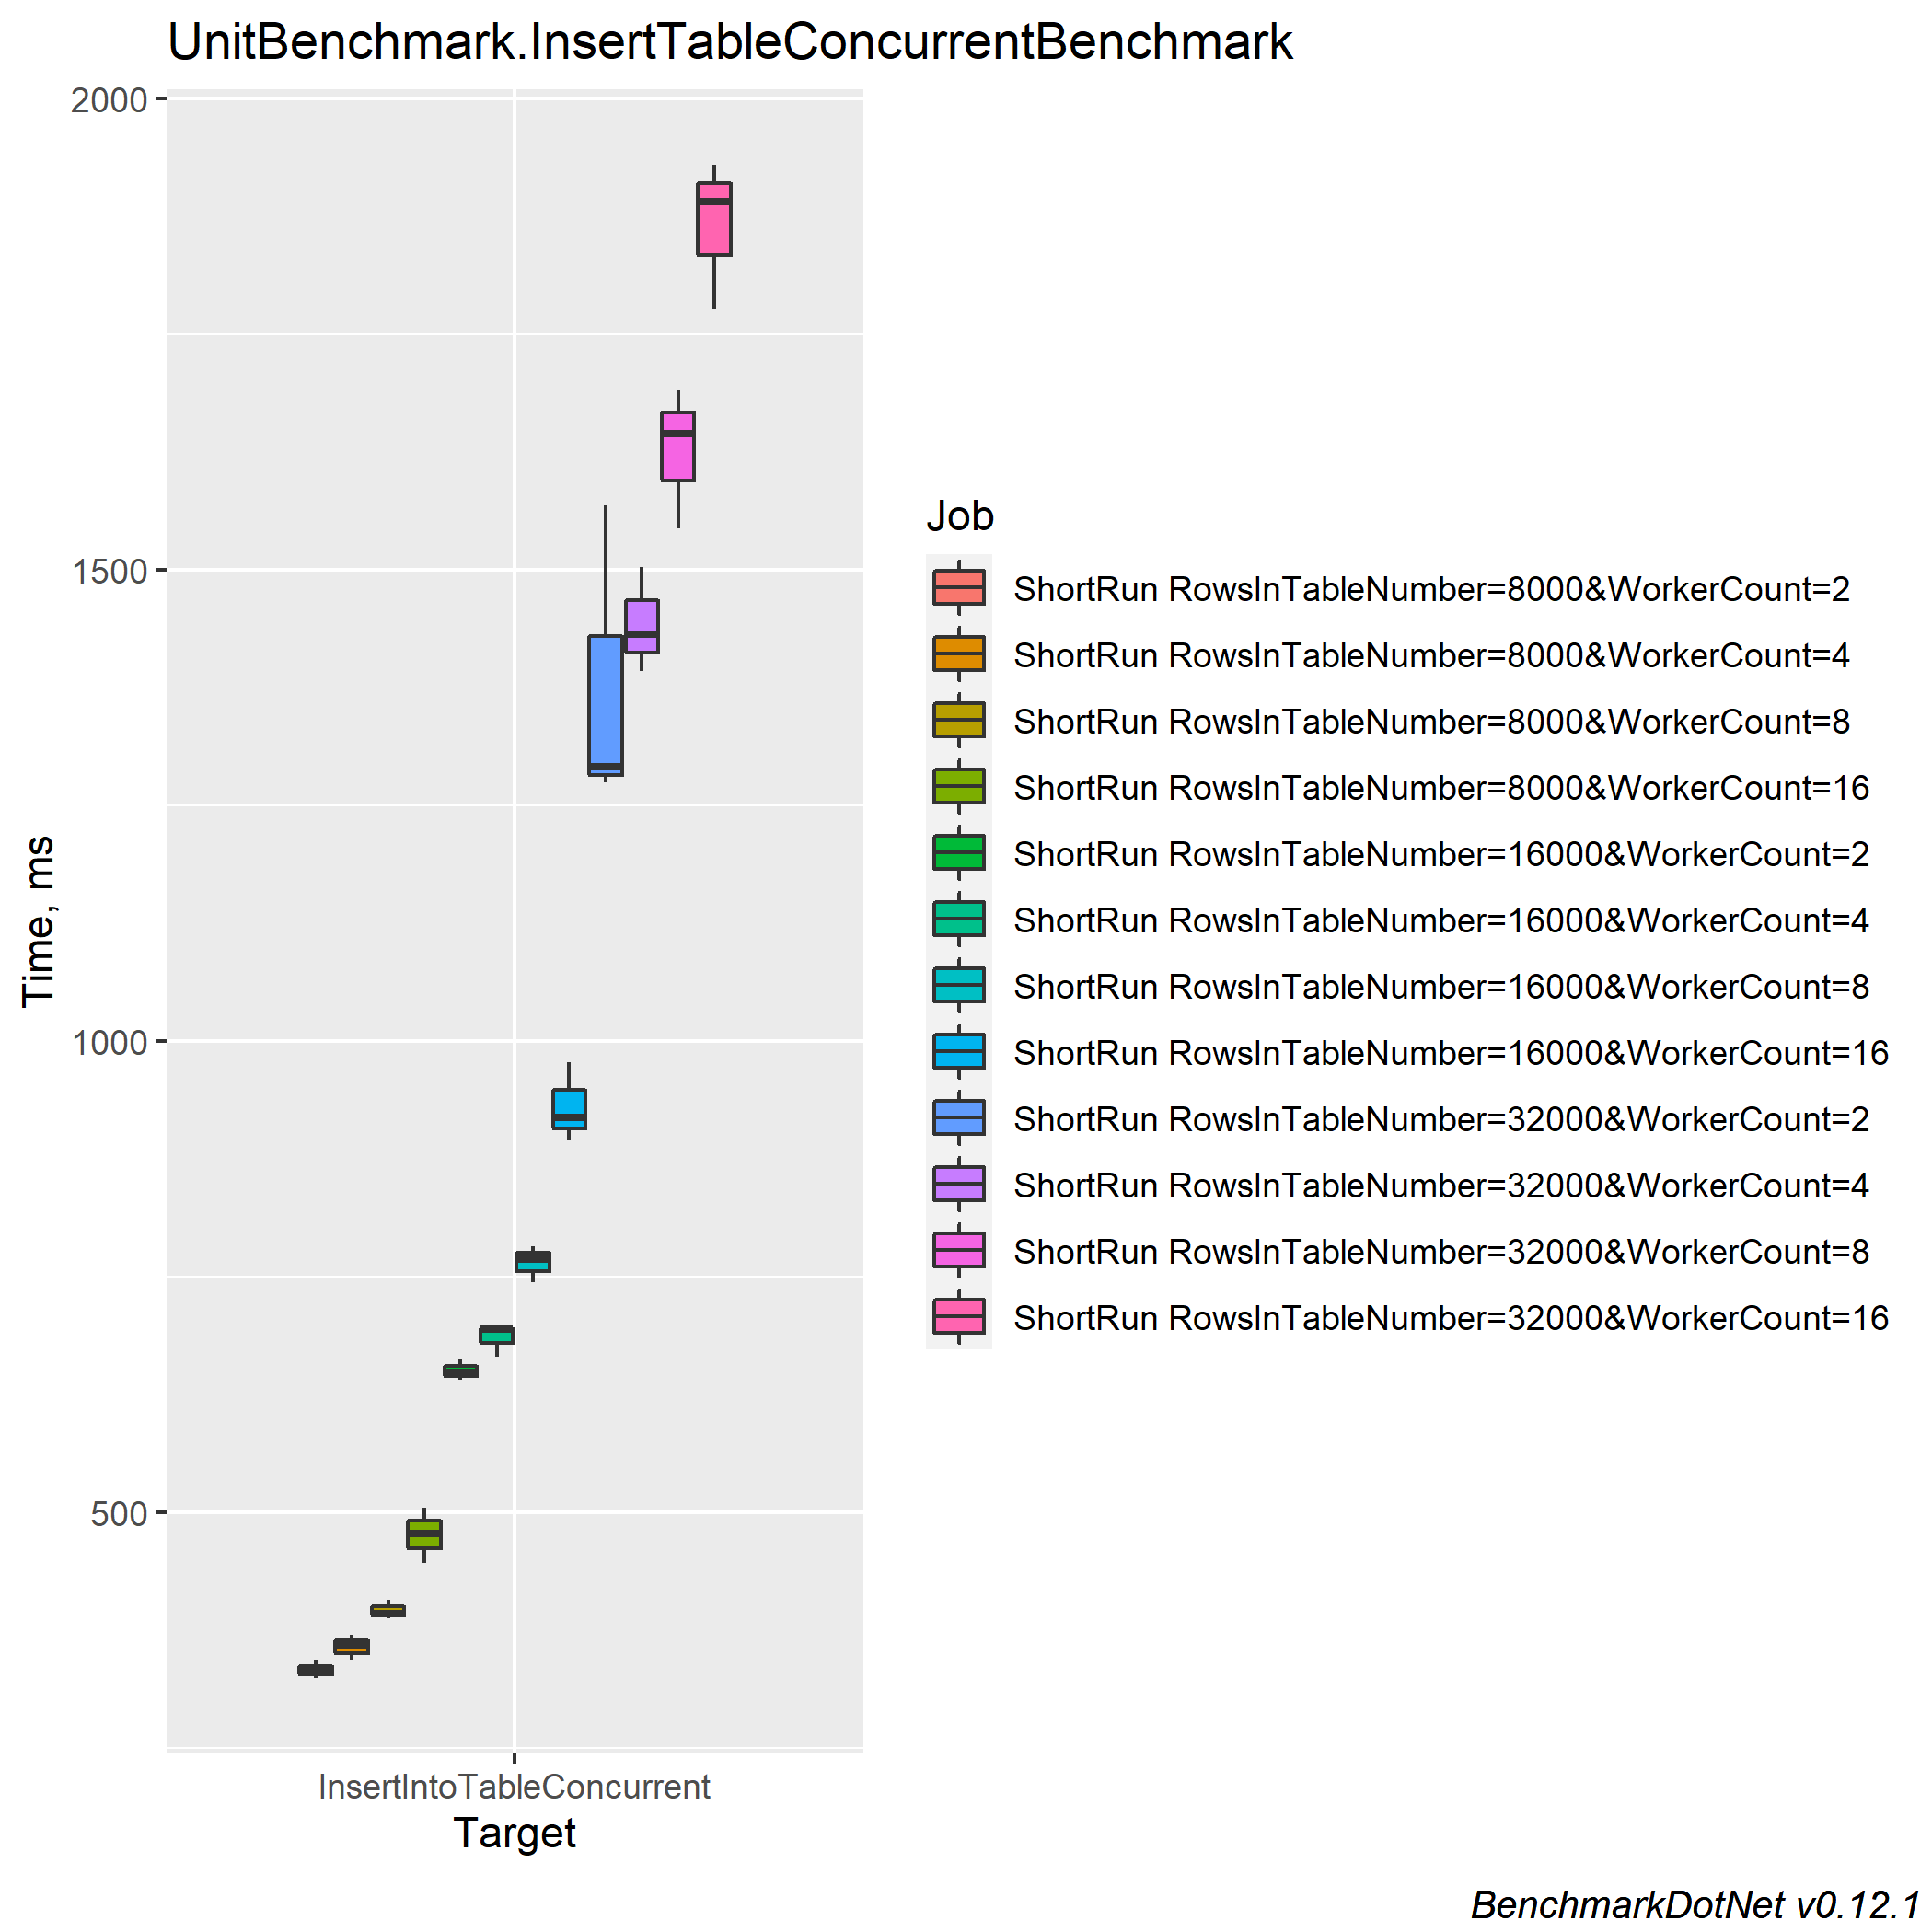 UnitBenchmark.InsertTableConcurrentBenchmark
2000
1500
1000
500
Time, ms
InsertIntoTableConcurrent
Target
Job
ShortRun RowsInTableNumber=8000&WorkerCount=2
ShortRun RowsInTableNumber=8000&WorkerCount=4
ShortRun RowsInTableNumber=8000&WorkerCount=8
ShortRun RowsInTableNumber=8000&WorkerCount=16
ShortRun RowsInTableNumber=16000&WorkerCount=2
ShortRun RowsInTableNumber=16000&WorkerCount=4
ShortRun RowsInTableNumber=16000&WorkerCount=8
ShortRun RowsInTableNumber=16000&WorkerCount=16
ShortRun RowsInTableNumber=32000&WorkerCount=2
ShortRun RowsInTableNumber=32000&WorkerCount=4
ShortRun RowsInTableNumber=32000&WorkerCount=8
ShortRun RowsInTableNumber=32000&WorkerCount=16
BenchmarkDotNet v0.12.1